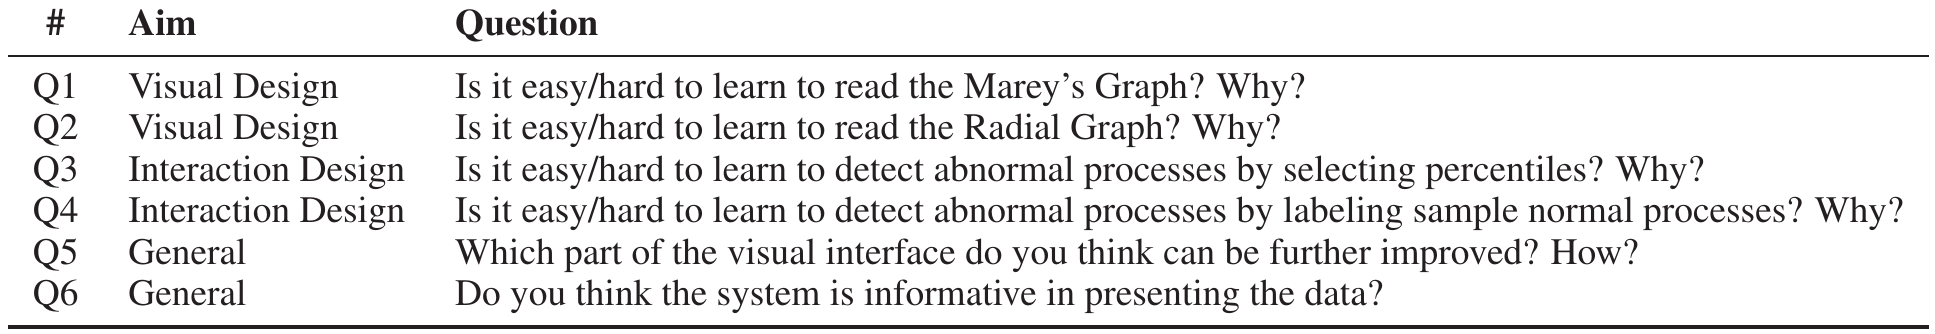 # Aim Question
Q1 Visual Design Is it easy/hard to learn to read the Marey’s Graph? Why?
Q2 Visual Design Is it easy/hard to learn to read the Radial Graph? Why?
Q3 Interaction Design Is it easy/hard to learn to detect abnormal processes by selecting percentiles? Why?
Q4 Interaction Design Is it easy/hard to learn to detect abnormal processes by labeling sample normal processes? Why?
Q5 General Which part of the visual interface do you think can be further improved? How?
Q6 General Do you think the system is informative in presenting the data?